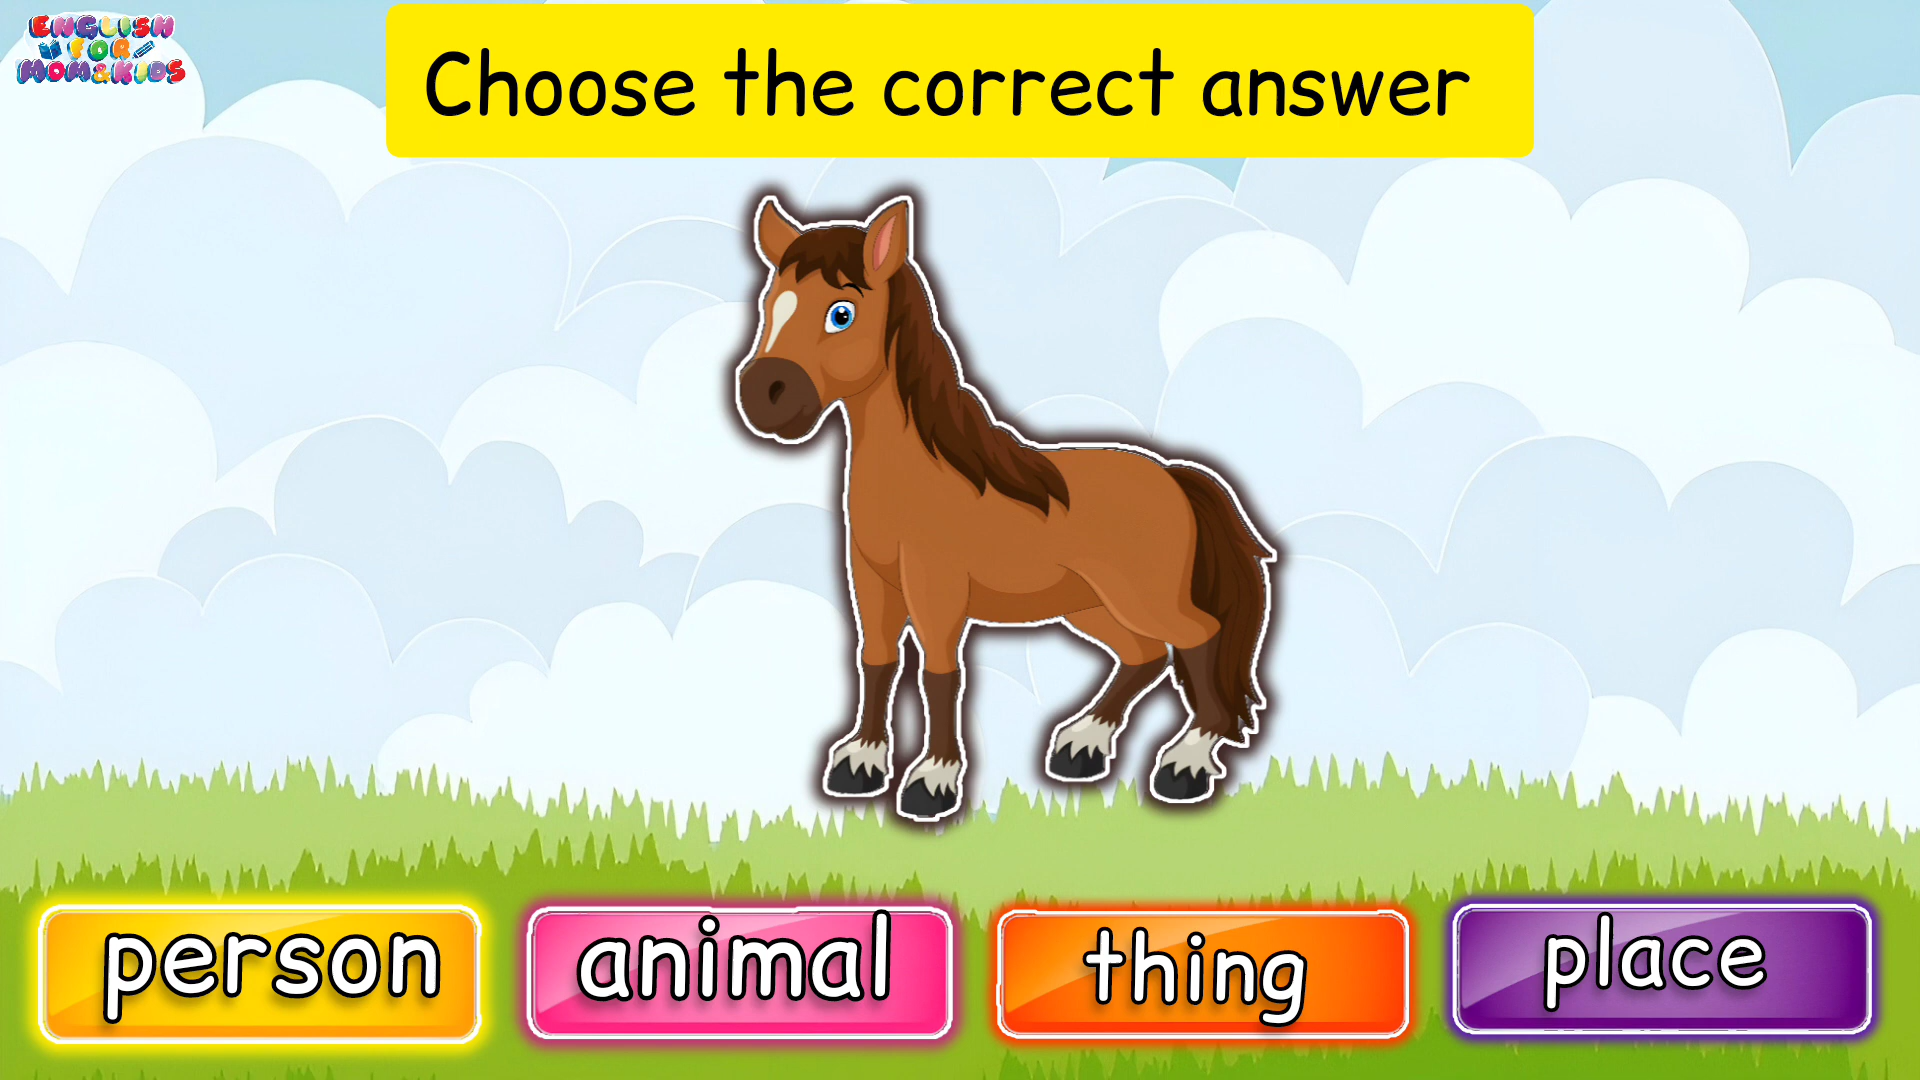 ENGLISH
FOR
MOM&KIDS
Choose the correct answer
person
animal
thing
place